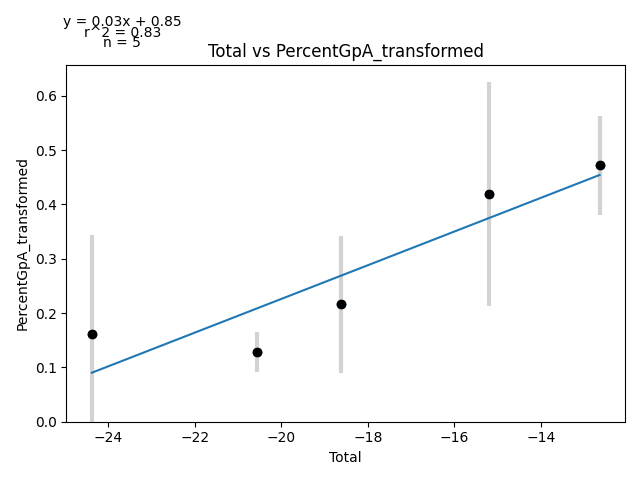 y = 0.03x + 0.85
r^2 = 0.83
n = 5
Total vs PercentGpA_transformed
PercentGpA_transformed
0.6
0.5
0.4
0.3
0.2
0.1
0.0
−24 −22 −20 −18 −16 −14
Total